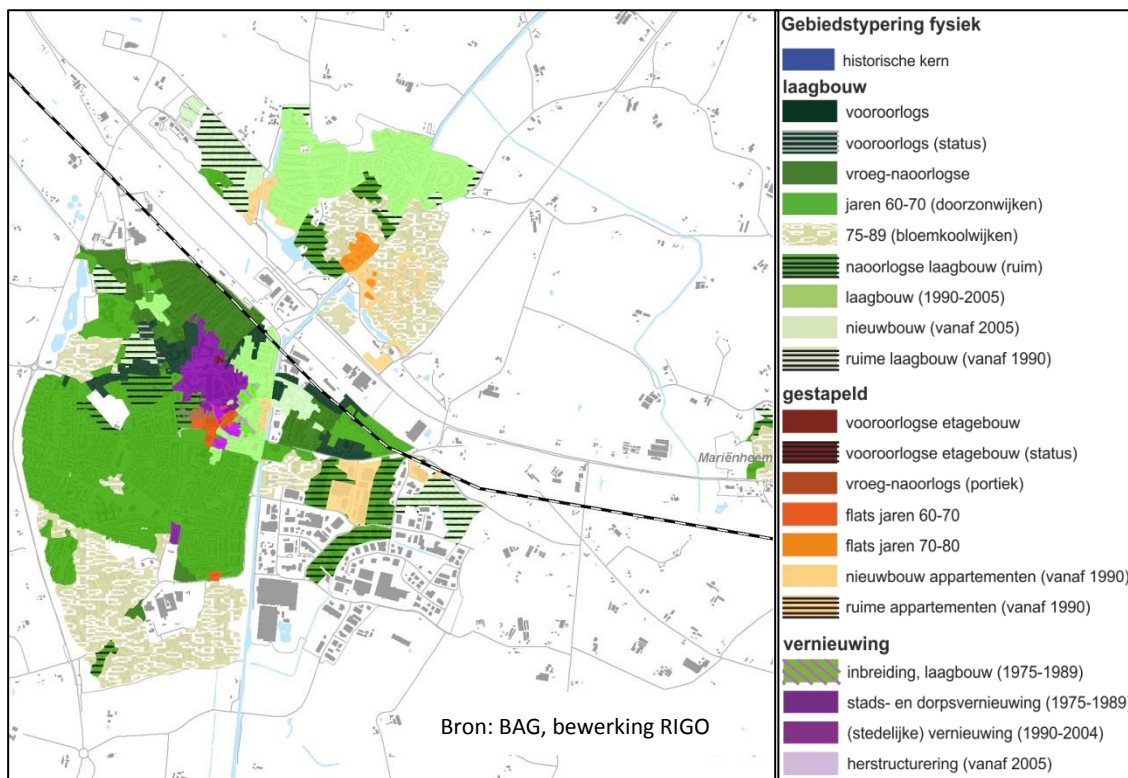 Mariënheem
Bron: BAG, bewerking RIGO
Gebiedstypering fysiek
historische kern
laagbouw
vooroorlogs
vooroorlogs (status)
vroeg-naoorlogse
jaren 60-70 (doorzonwijken)
75-89 (bloemkoolwijken)
naoorlogse laagbouw (ruim)
laagbouw (1990-2005)
nieuwbouw (vanaf 2005)
ruime laagbouw (vanaf 1990)
gestapeld
vooroorlogse etagebouw
vooroorlogse etagebouw (status)
vroeg-naoorlogs (portiek)
flats jaren 60-70
flats jaren 70-80
nieuwbouw appartementen (vanaf 1990)
ruime appartementen (vanaf 1990)
vernieuwing
inbreiding, laagbouw (1975-1989)
stads- en dorpsvernieuwing (1975-1989)
(stedelijke) vernieuwing (1990-2004)
herstructurering (vanaf 2005)